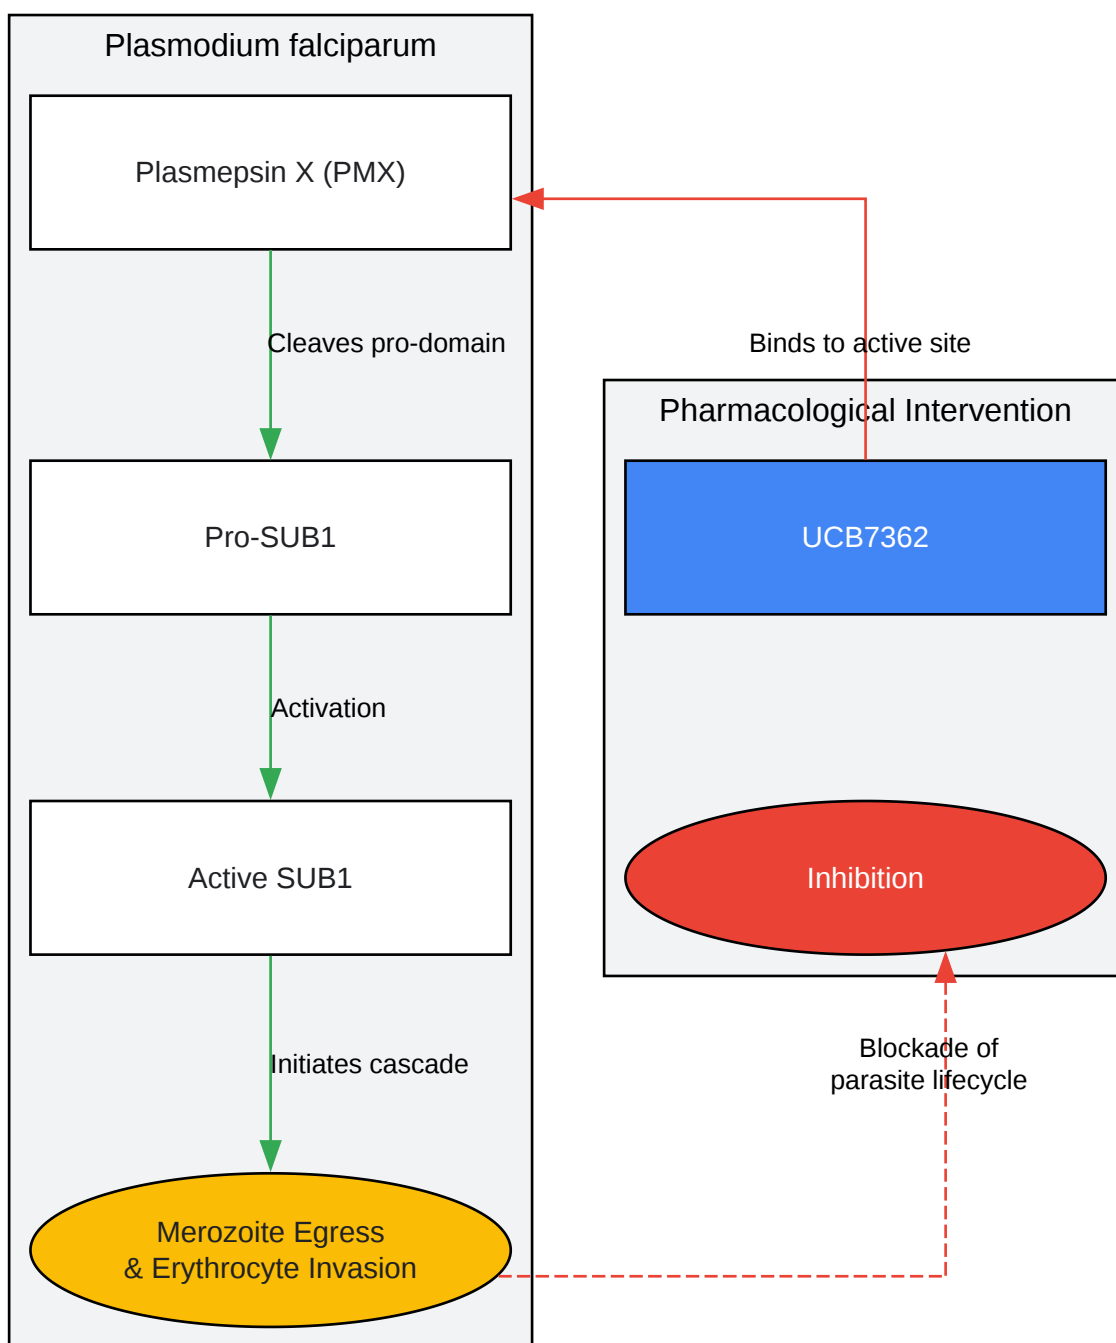 Plasmodium falciparum
Plasmepsin X (PMX)
Cleaves pro-domain
Pro-SUB1
Activation
Active SUB1
Initiates cascade
Merozoite Egress
& Erythrocyte Invasion
Binds to active site
Pharmacological Intervention
UCB7362
Inhibition
Blockade of
parasite lifecycle